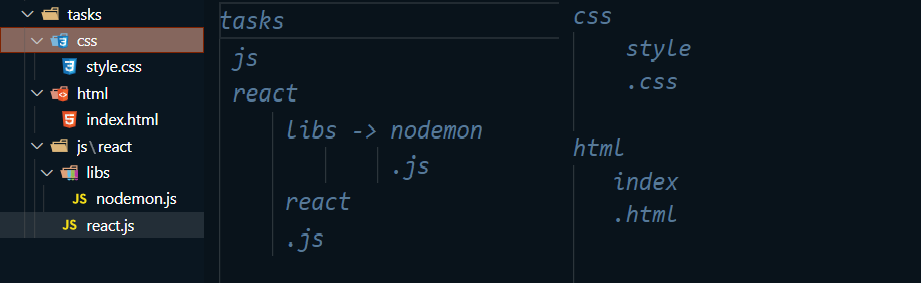 tasks
css
style.css
html
index.html
js\react
libs
JS nodemon.js
JS react.js
tasks
js
react
libs -> nodemon
.js
react
.js
css
style
.css
html
index
.html